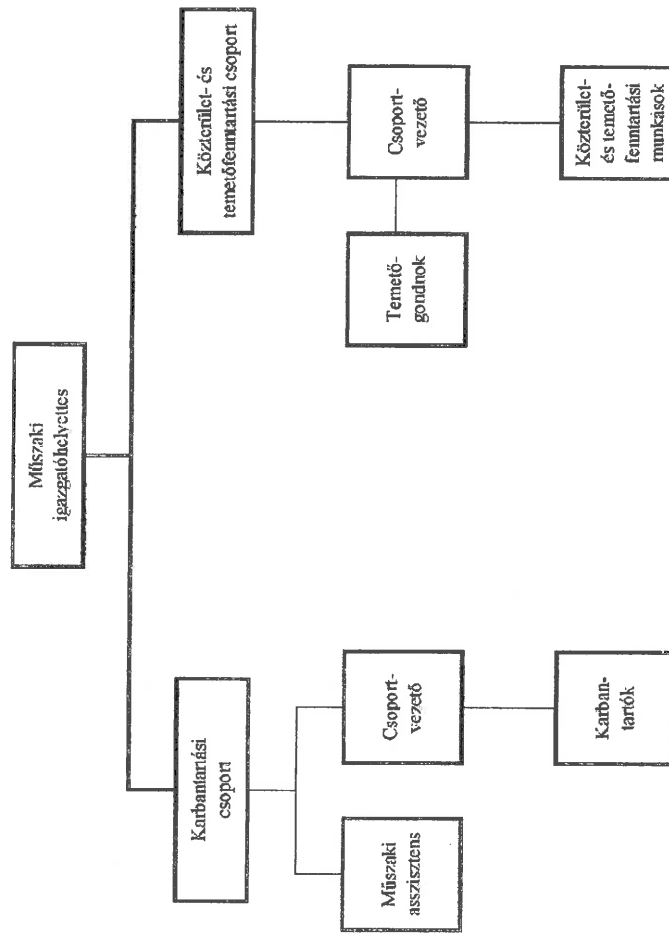 Műszaki
igazgatóhelyettes
Karbantartási
csoport
Közterület- és
temetőfenntartási csoport
Műszaki
asszisztens
Csoport-
vezető
Temető-
gondnok
Csoport-
vezető
Karban-
tartók
Közterület-
és temető-
fenntartási
munkások